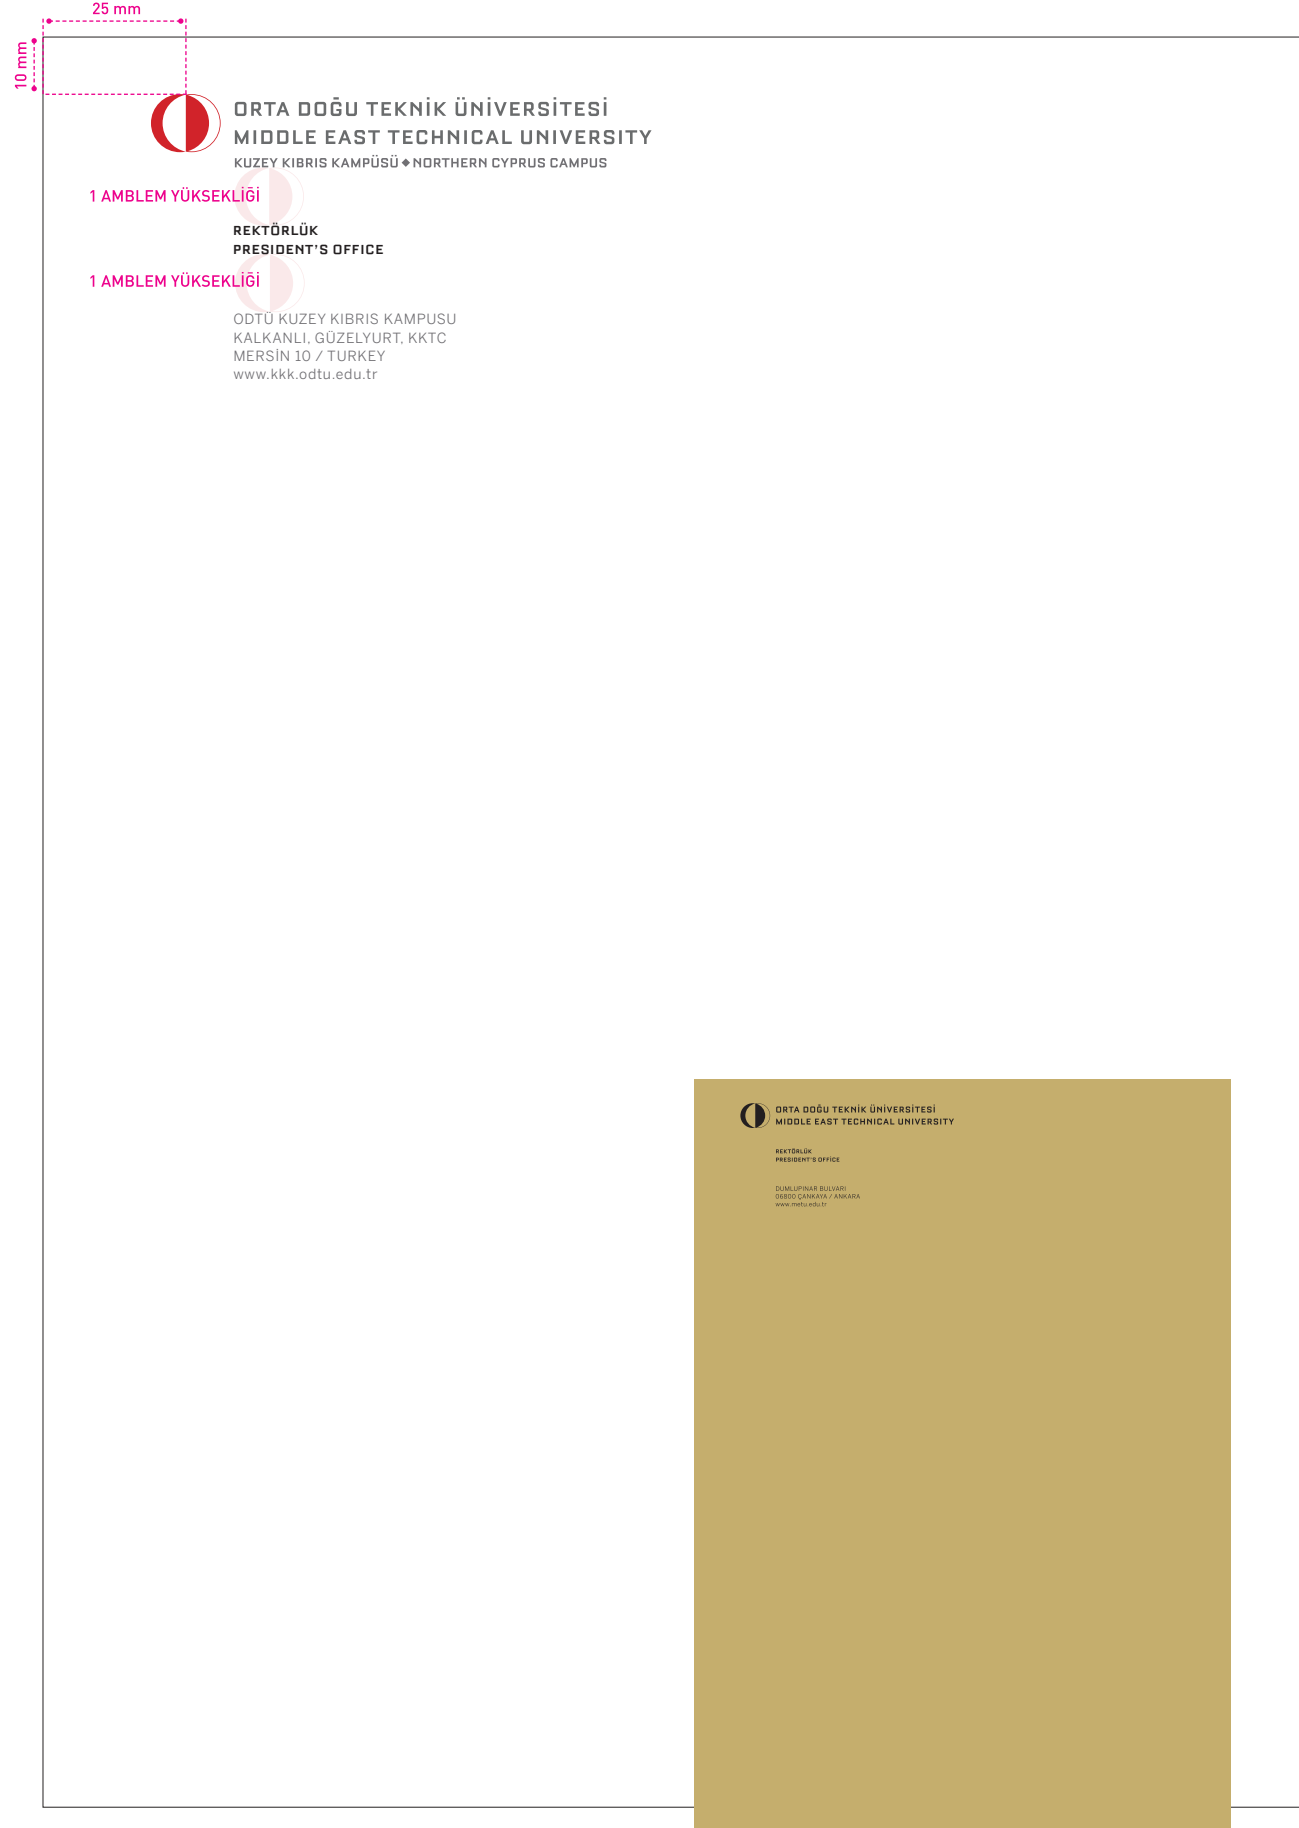 25 mm
10 mm
ORTA DOĞU TEKNİK ÜNİVERSİTESİ
MIDDLE EAST TECHNICAL UNIVERSITY
KUZEY KIBRIS KAMPÜSÜ ◆ NORTHERN CYPRUS CAMPUS
1 AMBLEM YÜKSEKLİĞİ
REKTÖRLÜK
PRESIDENT'S OFFICE
1 AMBLEM YÜKSEKLİĞİ
ODTÜ KUZEY KIBRIS KAMPUSU
KALKANLI, GÜZELYURT, KKTC
MERSİN 10 / TURKEY
www.kkk.odtu.edu.tr
ORTA DOĞU TEKNİK ÜNİVERSİTESİ
MIDDLE EAST TECHNICAL UNIVERSITY
REKTÖRLÜK
PRESIDENT'S OFFİCE
DUMLUPINAR BULVARI
06800 ÇANKAYA / ANKARA
www.metu.edu.tr